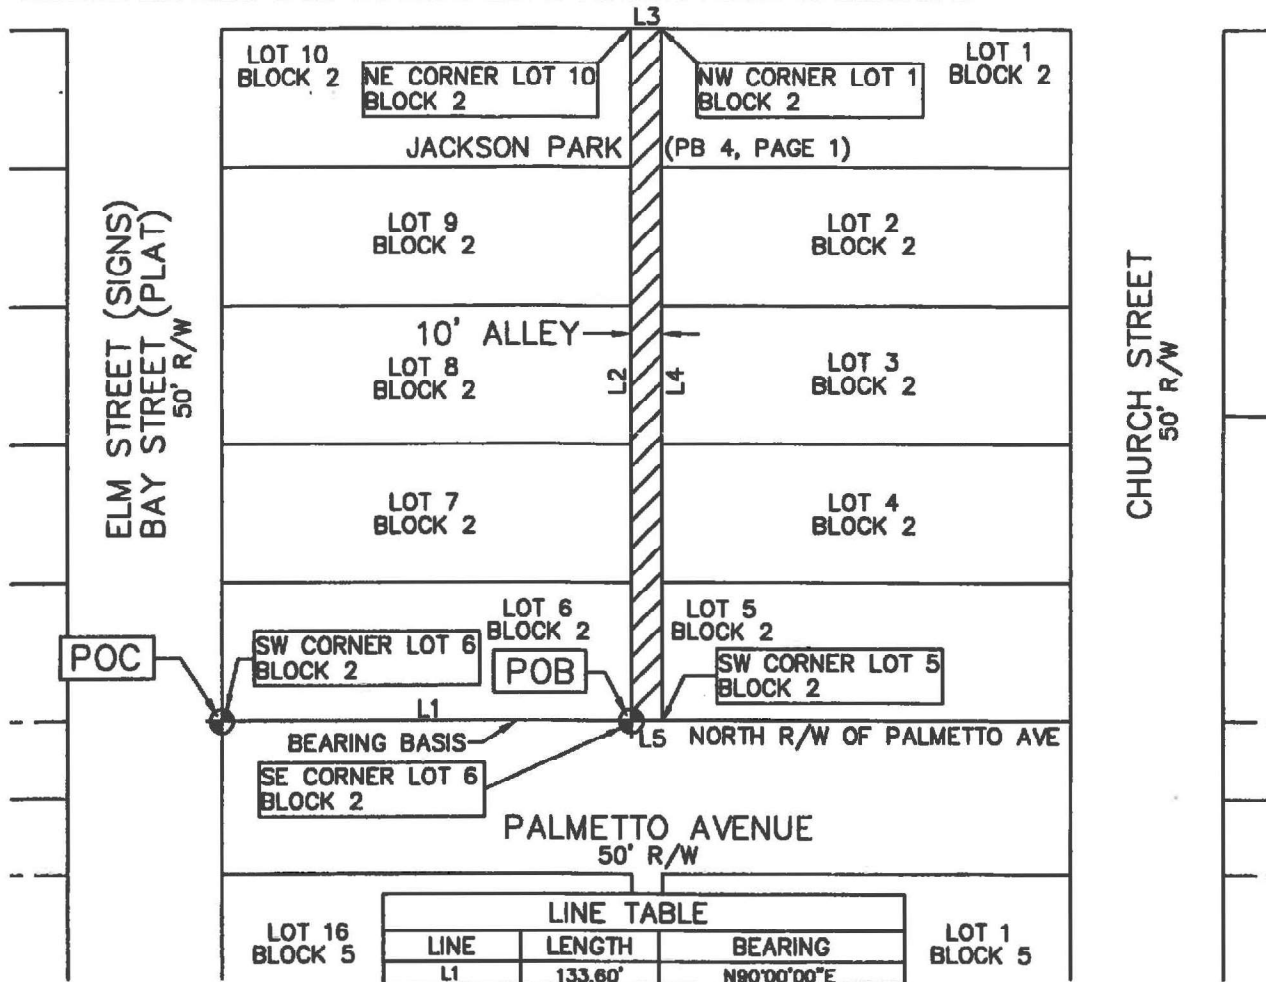 L3
LOT 10
BLOCK 2
NE CORNER LOT 10
BLOCK 2
NW CORNER LOT 1
BLOCK 2
LOT 1
BLOCK 2
JACKSON PARK (PB 4, PAGE 1)
LOT 9
BLOCK 2
LOT 2
BLOCK 2
ELM STREET (SIGNS)
BAY STREET (PLAT)
50' R/W
10' ALLEY
LOT 8
BLOCK 2
L2
L4
LOT 3
BLOCK 2
CHURCH STREET
50' R/W
LOT 7
BLOCK 2
LOT 4
BLOCK 2
LOT 6
BLOCK 2
LOT 5
BLOCK 2
POC
SW CORNER LOT 6
BLOCK 2
POB
SW CORNER LOT 5
BLOCK 2
L1
BEARING BASIS
L5
NORTH R/W OF PALMETTO AVE
SE CORNER LOT 6
BLOCK 2
PALMETTO AVENUE
50' R/W
LOT 16
BLOCK 5
LINE TABLE
LINE LENGTH BEARING
L1 133.60' N90°00'00"E
LOT 1
BLOCK 5